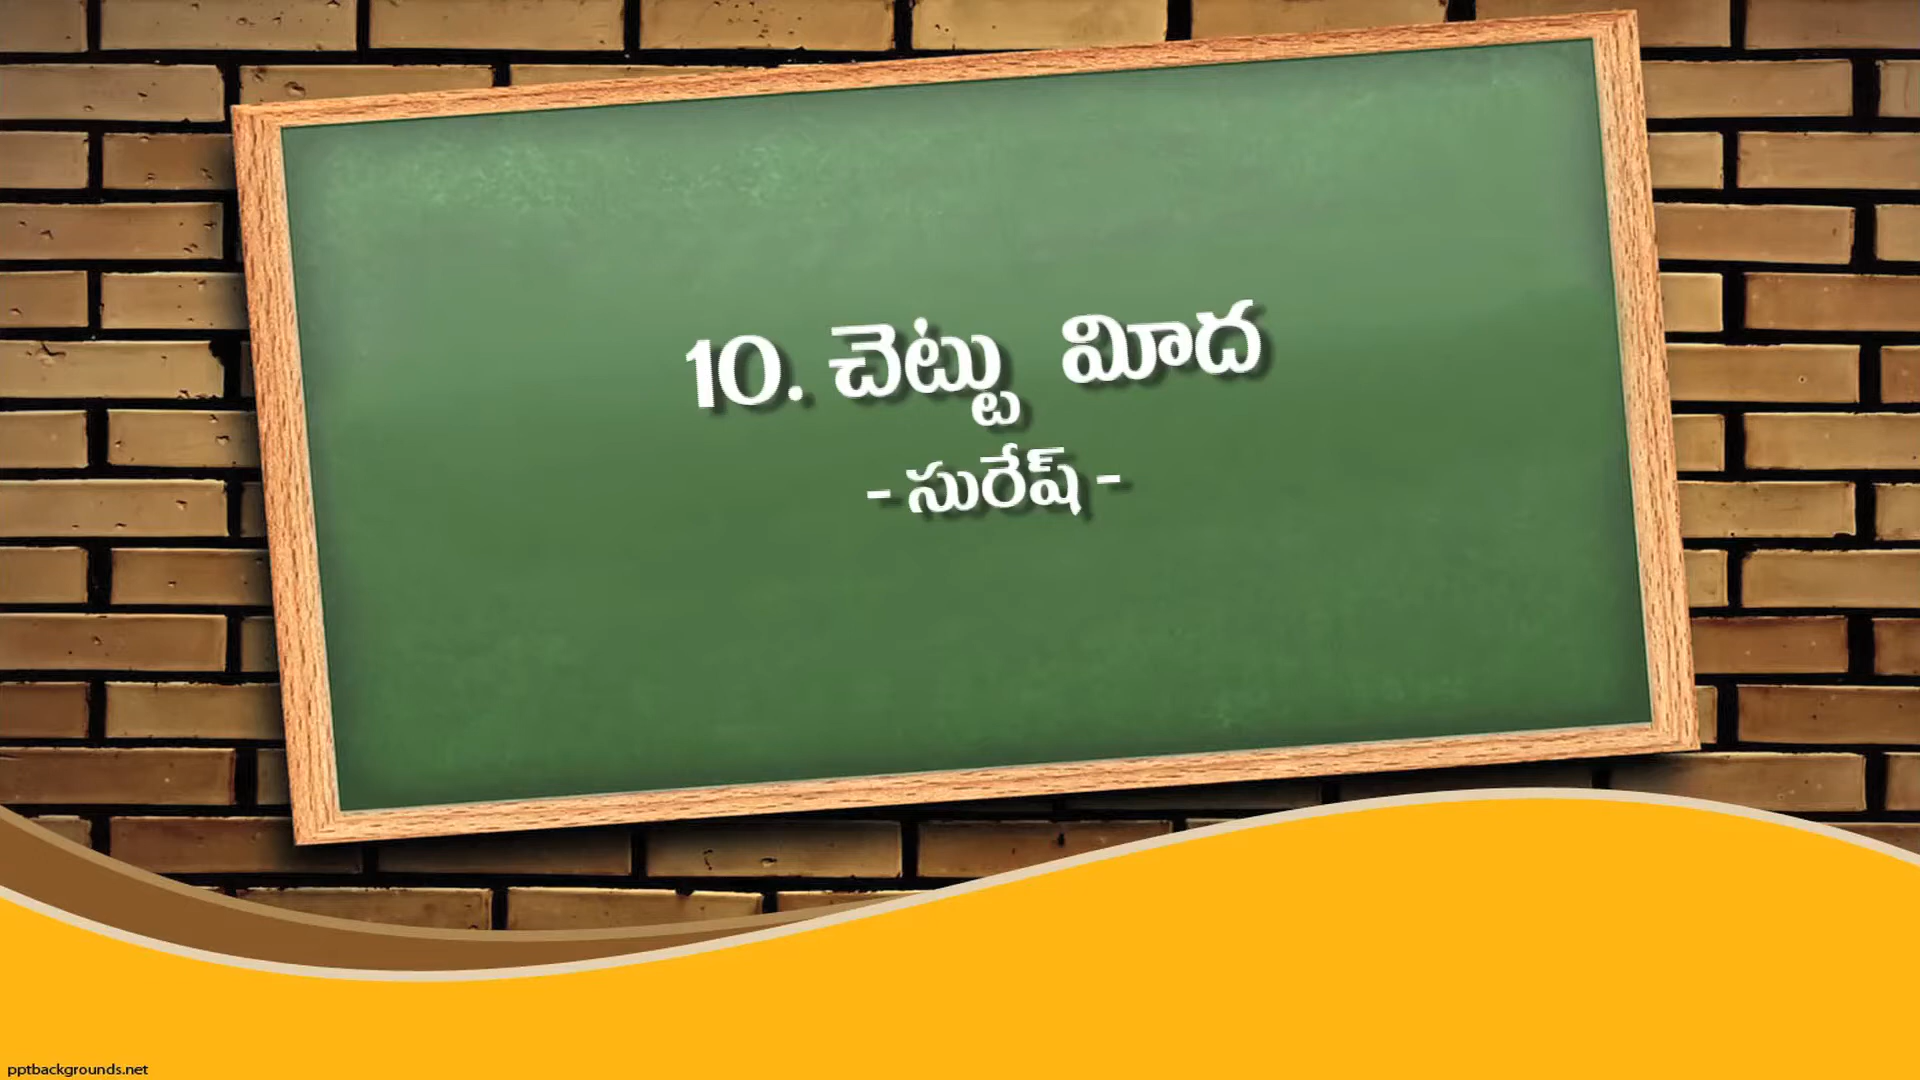 10. చెట్టు మీద
- సురేష్ -
pptbackgrounds.net